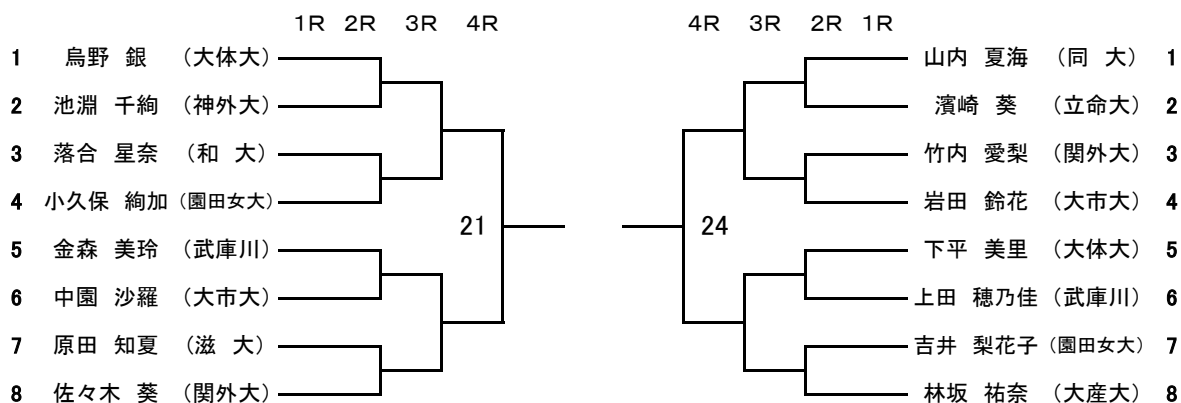 1R 2R 3R 4R
1 烏野 銀 （大体大）
2 池淵 千絢 （神外大）
3 落合 星奈 （和 大）
4 小久保 絢加 （園田女大）
21
5 金森 美玲 （武庫川）
6 中園 沙羅 （大市大）
7 原田 知夏 （滋 大）
8 佐々木 葵 （関外大）
4R 3R 2R 1R
山内 夏海 （同 大） 1
濱崎 葵 （立命大） 2
竹内 愛梨 （関外大） 3
岩田 鈴花 （大市大） 4
24
下平 美里 （大体大） 5
上田 穂乃佳 （武庫川） 6
吉井 梨花子 （園田女大） 7
林坂 祐奈 （大産大） 8